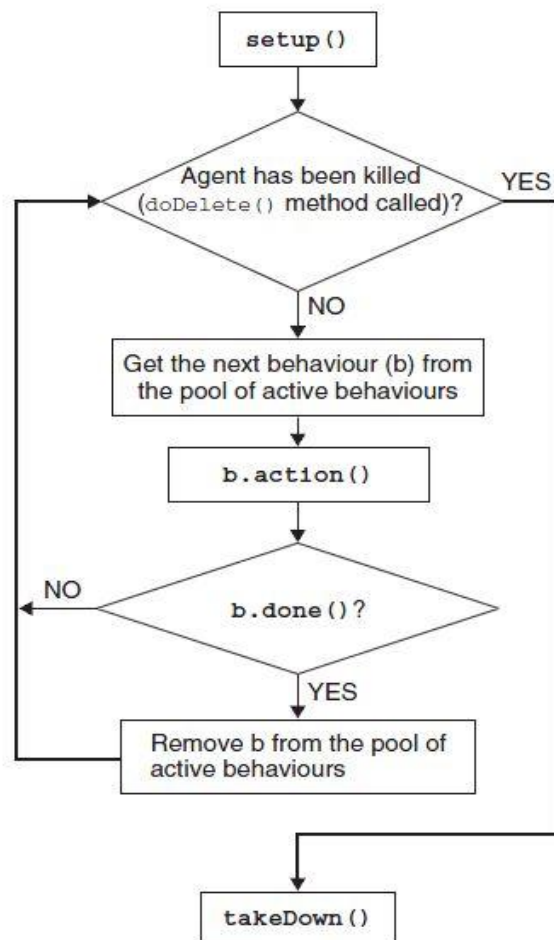 setup()
Agent has been killed
(doDelete() method called)?
YES
NO
Get the next behaviour (b) from
the pool of active behaviours
b.action()
NO
b.done()?
YES
Remove b from the pool of
active behaviours
takeDown()